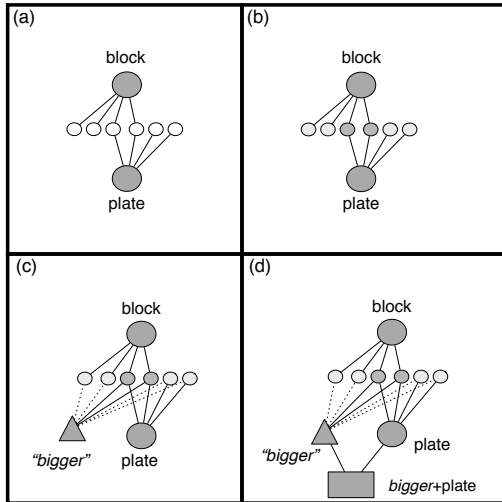 (a)
block
plate
(b)
block
plate
(c)
block
"bigger"
plate
(d)
block
"bigger"
plate
bigger+plate